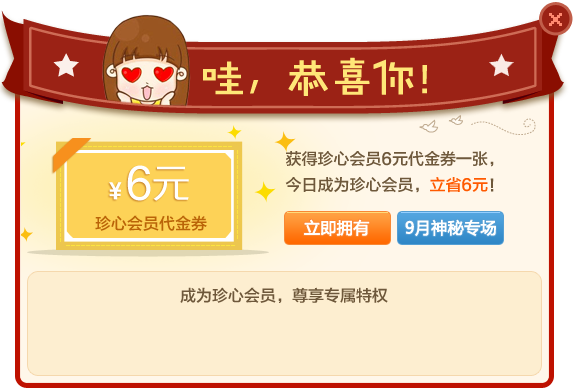 哇，恭喜你！
¥6元
珍心会员代金券
获得珍心会员6元代金券一张，
今日成为珍心会员，立省6元！
立即拥有
9月神秘专场
成为珍心会员，尊享专属特权